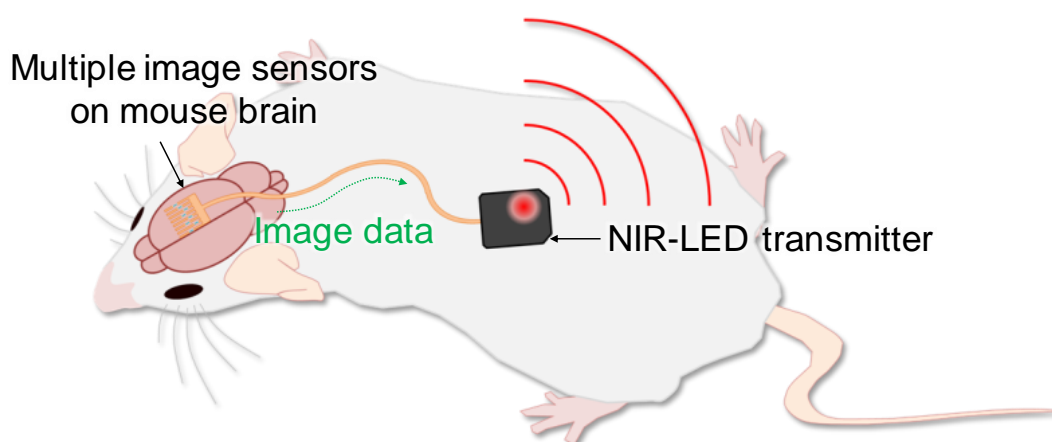 Multiple image sensors
on mouse brain
Image data
NIR-LED transmitter